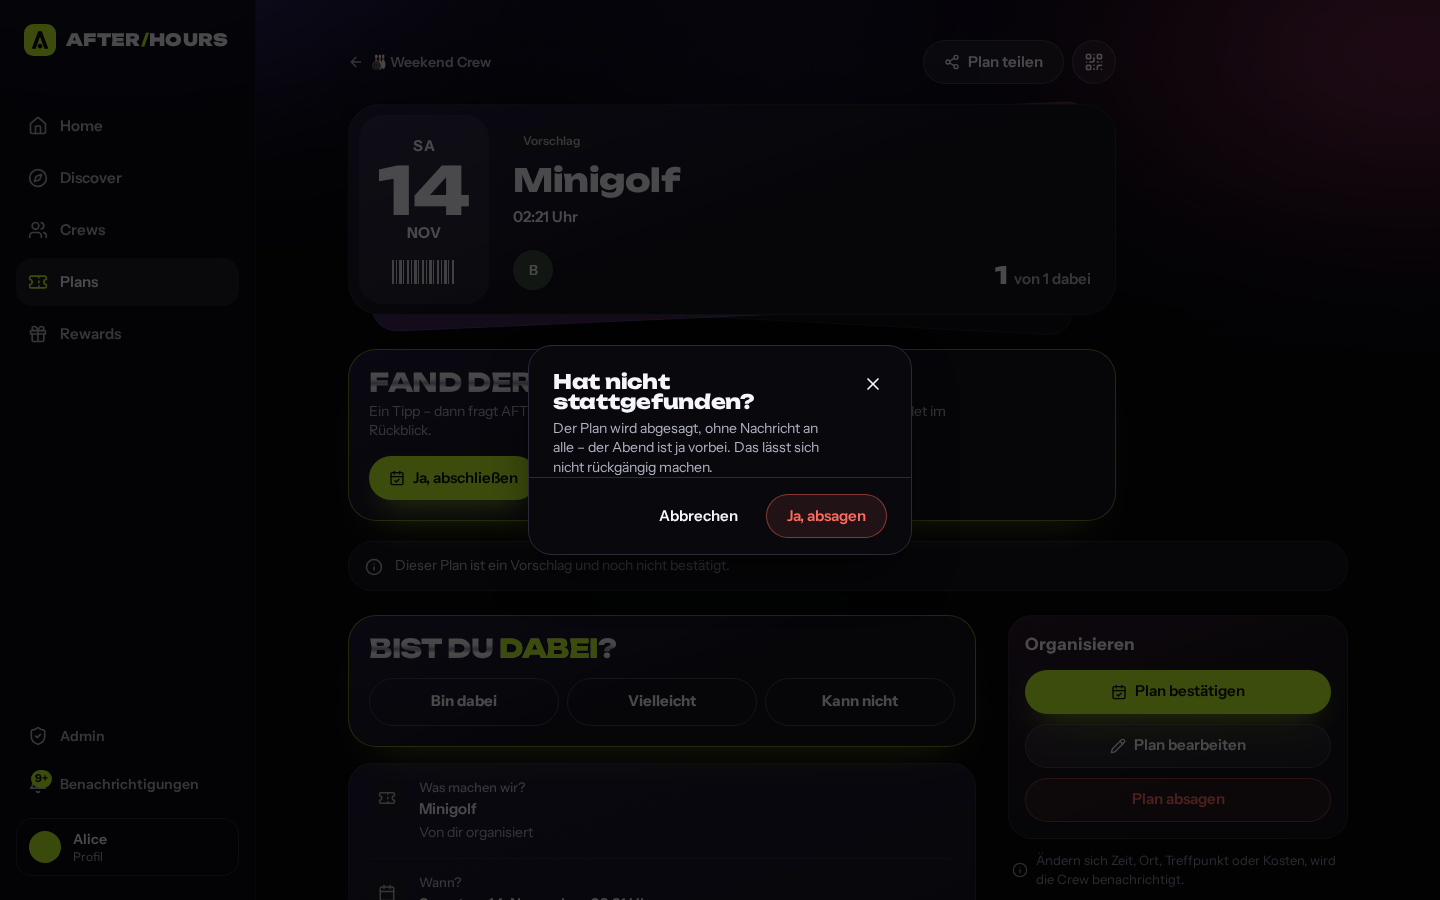 AFTER/HOURS
Home
Discover
Crews
Plans
Rewards
Admin
9+
Benachrichtigungen
Alice
Profil
Weekend Crew
Plan teilen
SA
14
NOV
Vorschlag
Minigolf
02:21 Uhr
B
1 von 1 dabei
FAND DER
Ein Tipp – dann fragt AFT
let im
Rückblick.
Ja, abschließen
Hat nicht
stattgefunden?
Der Plan wird abgesagt, ohne Nachricht an
alle – der Abend ist ja vorbei. Das lässt sich
nicht rückgängig machen.
Abbrechen
Ja, absagen
Dieser Plan ist ein Vorschlag und noch nicht bestätigt.
BIST DU DABEI?
Bin dabei
Vielleicht
Kann nicht
Was machen wir?
Minigolf
Von dir organisiert
Wann?
Organisieren
Plan bestätigen
Plan bearbeiten
Plan absagen
Ändern sich Zeit, Ort, Treffpunkt oder Kosten, wird
die Crew benachrichtigt.